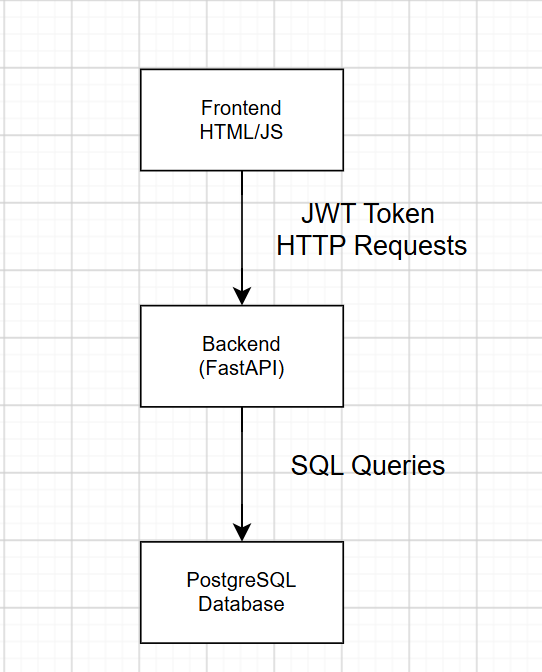 Frontend
HTML/JS
JWT Token
HTTP Requests
Backend
(FastAPI)
SQL Queries
PostgreSQL
Database